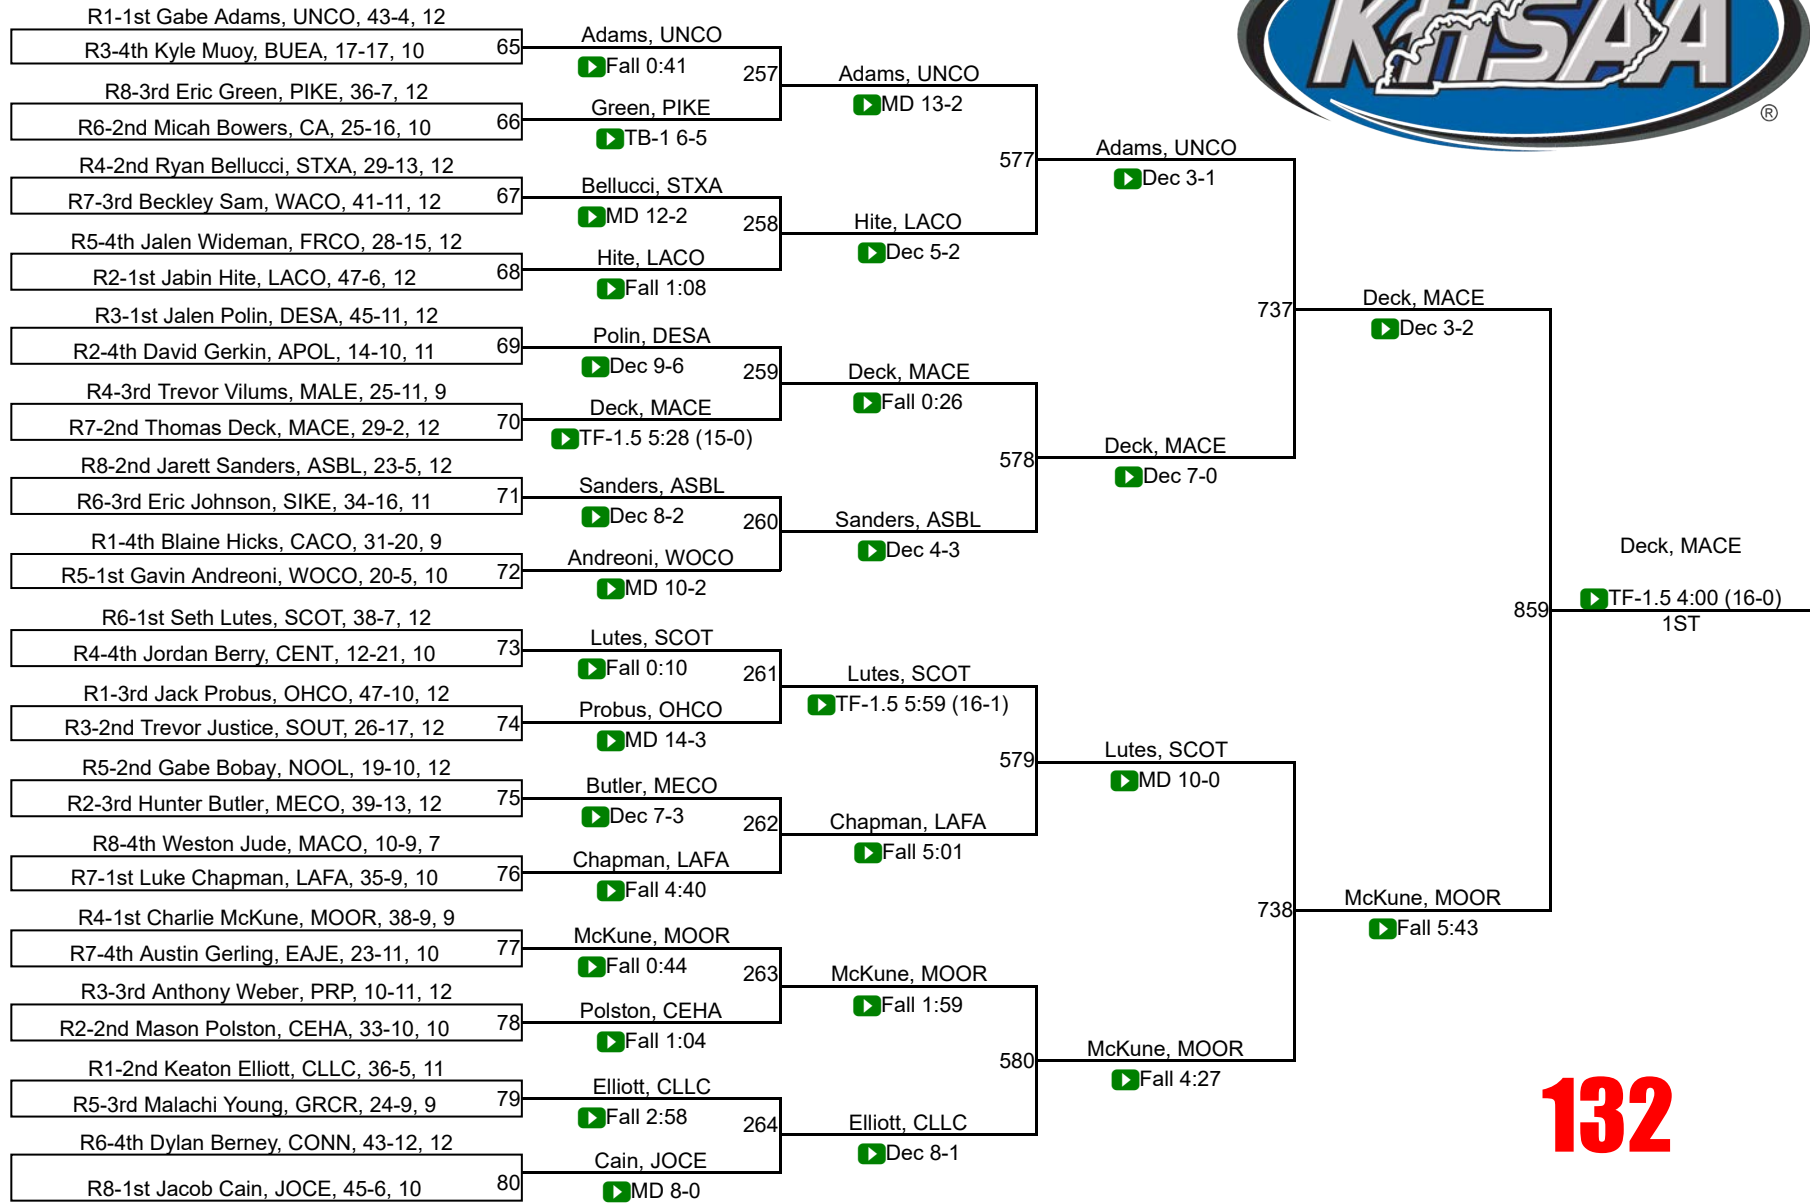 KHSAA
®
R1-1st Gabe Adams, UNCO, 43-4, 12
R3-4th Kyle Muoy, BUEA, 17-17, 10
65
R8-3rd Eric Green, PIKE, 36-7, 12
R6-2nd Micah Bowers, CA, 25-16, 10
66
R4-2nd Ryan Bellucci, STXA, 29-13, 12
R7-3rd Beckley Sam, WACO, 41-11, 12
67
R5-4th Jalen Wideman, FRCO, 28-15, 12
R2-1st Jabin Hite, LACO, 47-6, 12
68
R3-1st Jalen Polin, DESA, 45-11, 12
R2-4th David Gerkin, APOL, 14-10, 11
69
R4-3rd Trevor Vilums, MALE, 25-11, 9
R7-2nd Thomas Deck, MACE, 29-2, 12
70
R8-2nd Jarett Sanders, ASBL, 23-5, 12
R6-3rd Eric Johnson, SIKE, 34-16, 11
71
R1-4th Blaine Hicks, CACO, 31-20, 9
R5-1st Gavin Andreoni, WOCO, 20-5, 10
72
R6-1st Seth Lutes, SCOT, 38-7, 12
R4-4th Jordan Berry, CENT, 12-21, 10
73
R1-3rd Jack Probus, OHCO, 47-10, 12
R3-2nd Trevor Justice, SOUT, 26-17, 12
74
R5-2nd Gabe Bobay, NOOL, 19-10, 12
R2-3rd Hunter Butler, MECO, 39-13, 12
75
R8-4th Weston Jude, MACO, 10-9, 7
R7-1st Luke Chapman, LAFA, 35-9, 10
76
R4-1st Charlie McKune, MOOR, 38-9, 9
R7-4th Austin Gerling, EAJE, 23-11, 10
77
R3-3rd Anthony Weber, PRP, 10-11, 12
R2-2nd Mason Polston, CEHA, 33-10, 10
78
R1-2nd Keaton Elliott, CLLC, 36-5, 11
R5-3rd Malachi Young, GRCR, 24-9, 9
79
R6-4th Dylan Berney, CONN, 43-12, 12
R8-1st Jacob Cain, JOCE, 45-6, 10
80
Adams, UNCO
Fall 0:41
257
Green, PIKE
TB-1 6-5
Bellucci, STXA
MD 12-2
258
Hite, LACO
Fall 1:08
Polin, DESA
Dec 9-6
259
Deck, MACE
TF-1.5 5:28 (15-0)
Sanders, ASBL
Dec 8-2
260
Andreoni, WOCO
MD 10-2
Lutes, SCOT
Fall 0:10
261
Probus, OHCO
MD 14-3
Butler, MECO
Dec 7-3
262
Chapman, LAFA
Fall 4:40
McKune, MOOR
Fall 0:44
263
Polston, CEHA
Fall 1:04
Elliott, CLLC
Fall 2:58
264
Cain, JOCE
MD 8-0
Adams, UNCO
MD 13-2
577
Hite, LACO
Dec 5-2
Deck, MACE
Fall 0:26
578
Sanders, ASBL
Dec 4-3
Lutes, SCOT
TF-1.5 5:59 (16-1)
579
Chapman, LAFA
Fall 5:01
McKune, MOOR
Fall 1:59
580
Elliott, CLLC
Dec 8-1
Adams, UNCO
Dec 3-1
737
Deck, MACE
Dec 7-0
Lutes, SCOT
MD 10-0
738
McKune, MOOR
Fall 4:27
Deck, MACE
Dec 3-2
859
McKune, MOOR
Fall 5:43
Deck, MACE
TF-1.5 4:00 (16-0)
1ST
132